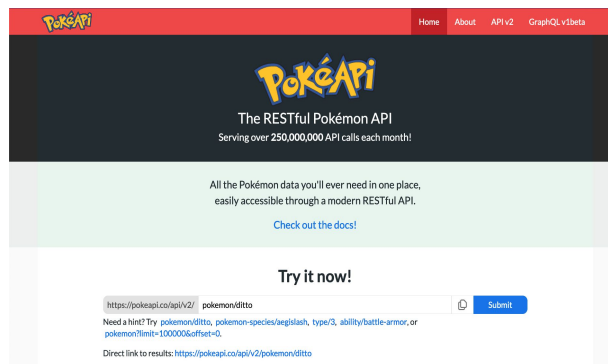 PokéAPI
Home About API v2 GraphQL v1beta
PokéAPI
The RESTful Pokémon API
Serving over 250,000,000 API calls each month!
All the Pokémon data you'll ever need in one place,
easily accessible through a modern RESTful API.
Check out the docs!
Try it now!
https://pokeapi.co/api/v2/ pokemon/ditto Submit
Need a hint? Try pokemon/ditto, pokemon-species/aegislash, type/3, ability/battle-armor, or
pokemon?limit=100000&offset=0.
Direct link to results: https://pokeapi.co/api/v2/pokemon/ditto